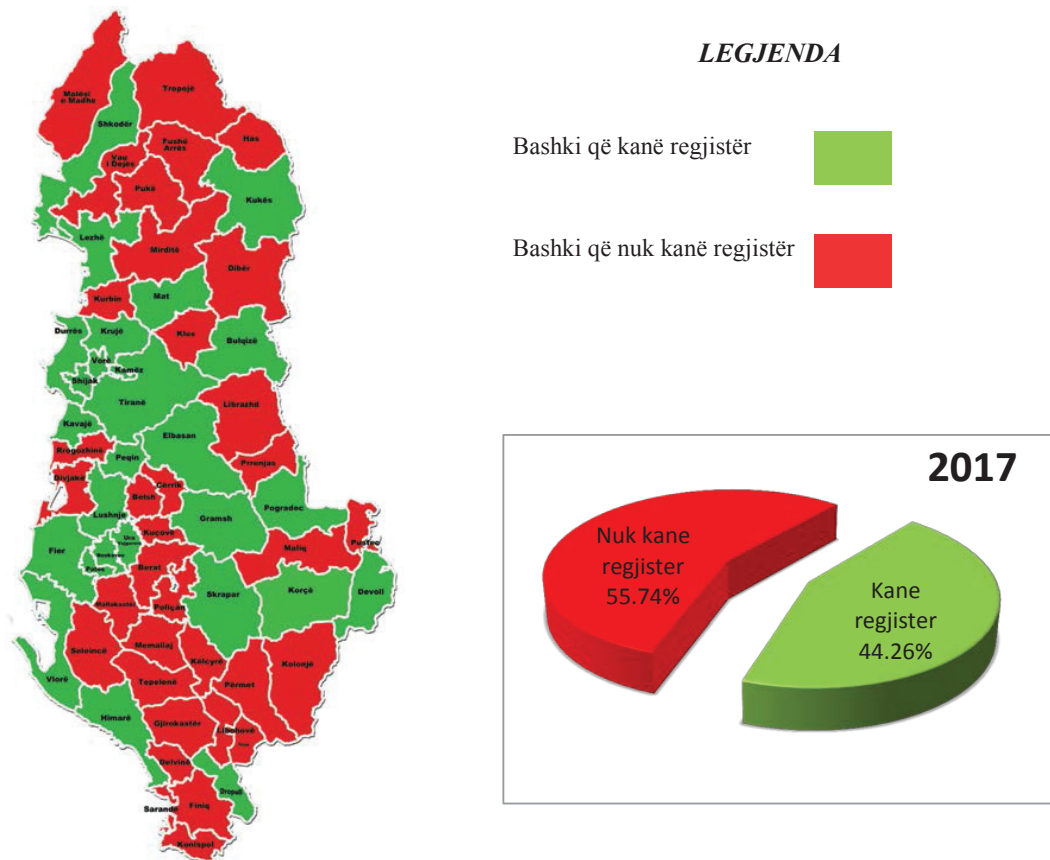 LEGJENDA
Bashki që kanë regjistër
Bashki që nuk kanë regjistër
Malësi
e Madhe
Tropojë
Shkodër
Has
Fushë
Arras
Vau
i Dejes
Pukë
Kukës
Lezhë
Mirditë
Dibër
Kurbin
Mat
Durrës
Krujë
Klos
Bulqizë
Vorë
Kamëz
Shijak
Tiranë
Librazhd
Kavajë
Elbasan
Rrogozhinë
Peqin
Prrenjas
Divjakë
Belsh
Cërrik
Lushnjë
Gramsh
Pogradec
Kuçovë
Fier
Maliq
Pustec
Berat
Patos
Skrapar
Korçë
Devoll
Mallakastër
Poliçan
Selenicë
Memaliaj
Këlcyrë
Kolonjë
Vlorë
Tepelenë
Përmet
Himarë
Gjirokastër
Libohovë
Delvinë
Dropull
Sarandë
Finiq
Konispol
2017
Nuk kane
regjister
55.74%
Kane
regjister
44.26%